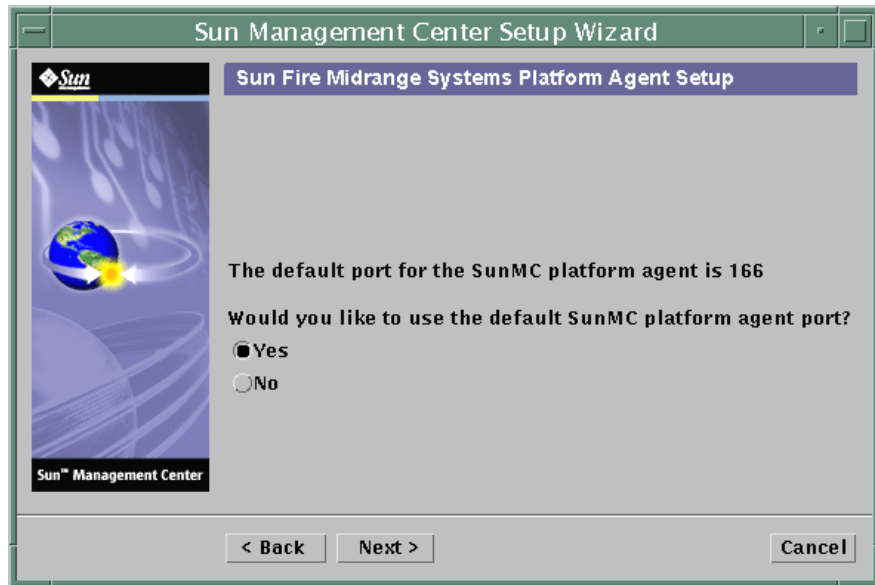 Sun Management Center Setup Wizard
Sun
Sun Fire Midrange Systems Platform Agent Setup
The default port for the SunMC platform agent is 166
Would you like to use the default SunMC platform agent port?
Yes
No
Sun™ Management Center
< Back
Next >
Cancel